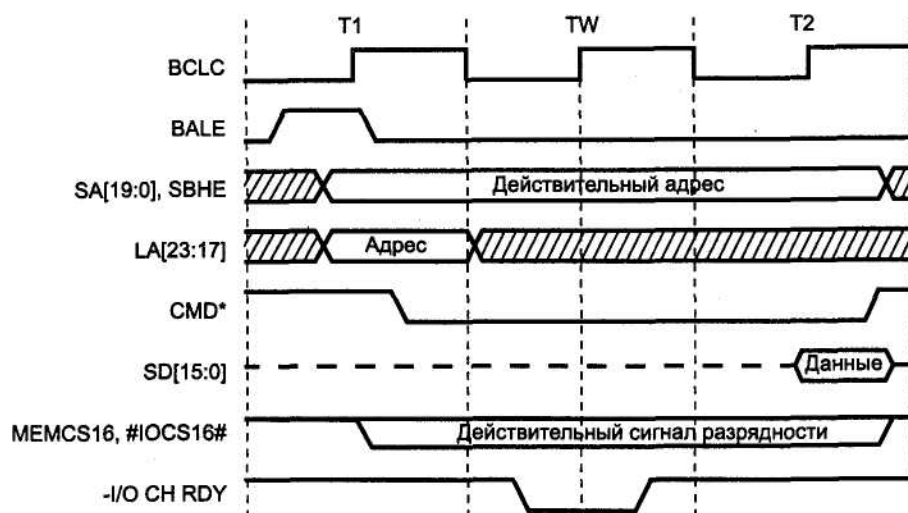 T1 TW T2
BCLC
BALE
SA[19:0], SBHE Действительный адрес
LA[23:17] Адрес
CMD*
SD[15:0] Данные
MEMCS16, #IOCS16# Действительный сигнал разрядности
-I/O CH RDY